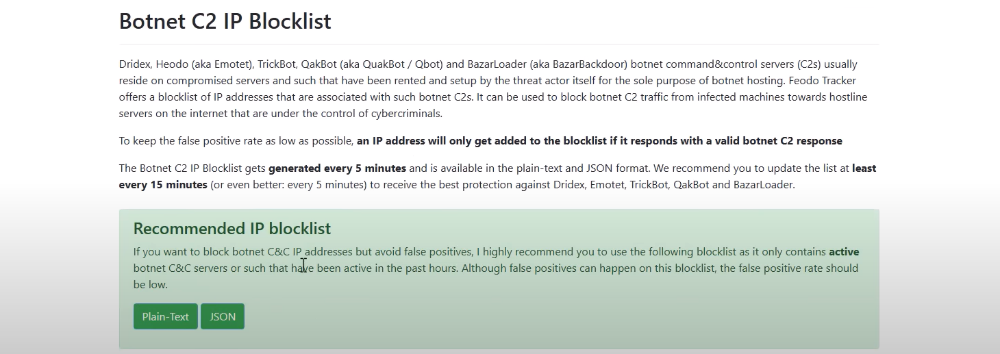 Botnet C2 IP Blocklist
Dridex, Heodo (aka Emotet), TrickBot, QakBot (aka QuakBot / Qbot) and BazarLoader (aka BazarBackdoor) botnet command&control servers (C2s) usually
reside on compromised servers and such that have been rented and setup by the threat actor itself for the sole purpose of botnet hosting. Feodo Tracker
offers a blocklist of IP addresses that are associated with such botnet C2s. It can be used to block botnet C2 traffic from infected machines towards hostline
servers on the internet that are under the control of cybercriminals.
To keep the false positive rate as low as possible, an IP address will only get added to the blocklist if it responds with a valid botnet C2 response
The Botnet C2 IP Blocklist gets generated every 5 minutes and is available in the plain-text and JSON format. We recommend you to update the list at least
every 15 minutes (or even better: every 5 minutes) to receive the best protection against Dridex, Emotet, TrickBot, QakBot and BazarLoader.
Recommended IP blocklist
If you want to block botnet C&C IP addresses but avoid false positives, I highly recommend you to use the following blocklist as it only contains active
botnet C&C servers or such that have been active in the past hours. Although false positives can happen on this blocklist, the false positive rate should
be low.
Plain-Text JSON